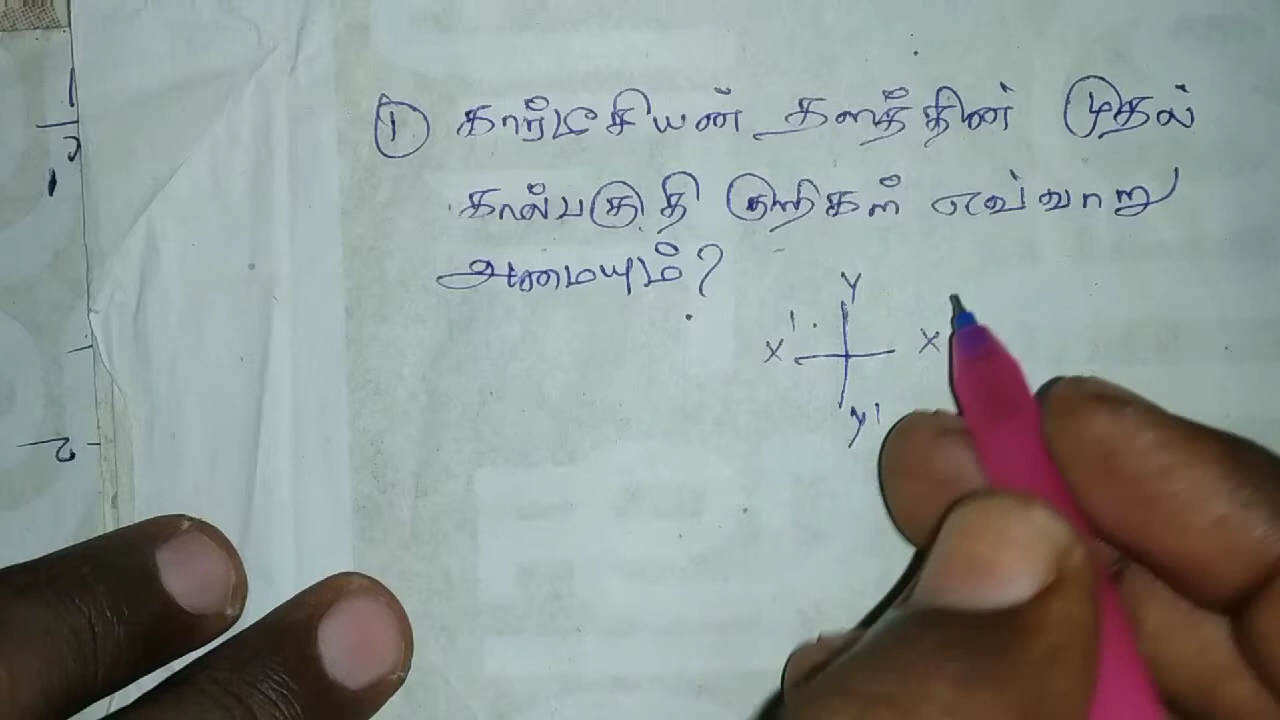 ① கார்டீசியன் தளத்தின் முதல்
கால்பகுதி குறிகள் எவ்வாறு
அமையும்?
Y
X' X
y'